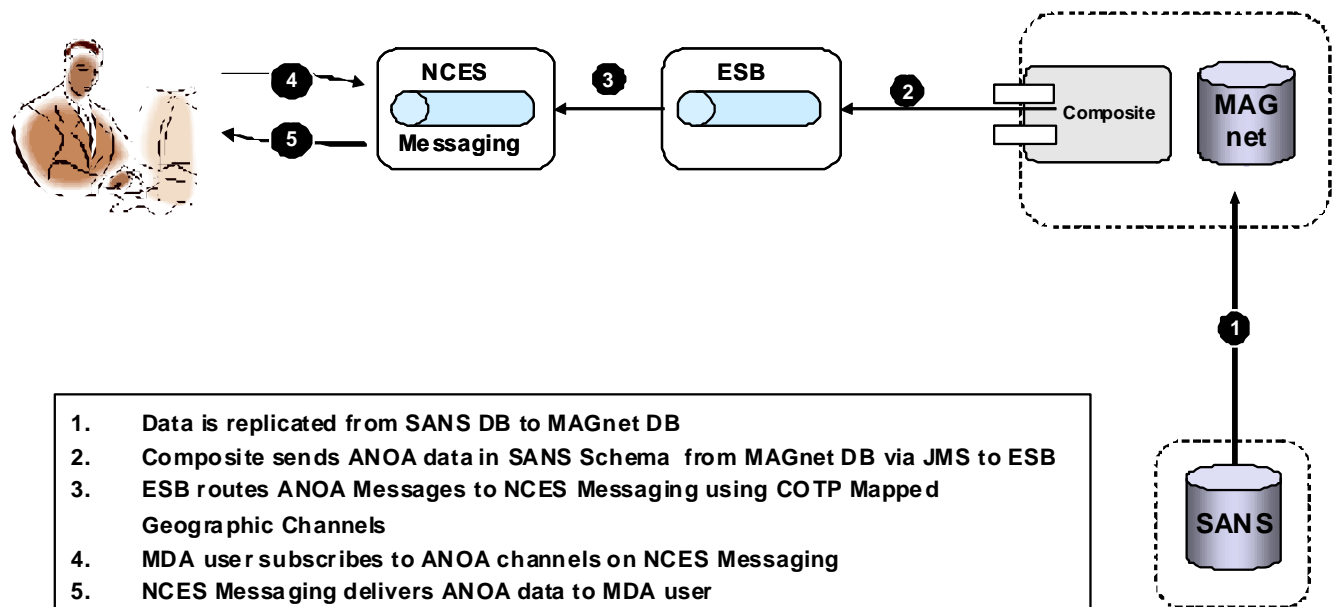 4
NCES
Messaging
3
ESB
2
Composite
MAG
net
5
1
SANS
1. Data is replicated from SANS DB to MAGnet DB
2. Composite sends ANOA data in SANS Schema from MAGnet DB via JMS to ESB
3. ESB routes ANOA Messages to NCES Messaging using COTP Mapped
Geographic Channels
4. MDA user subscribes to ANOA channels on NCES Messaging
5. NCES Messaging delivers ANOA data to MDA user